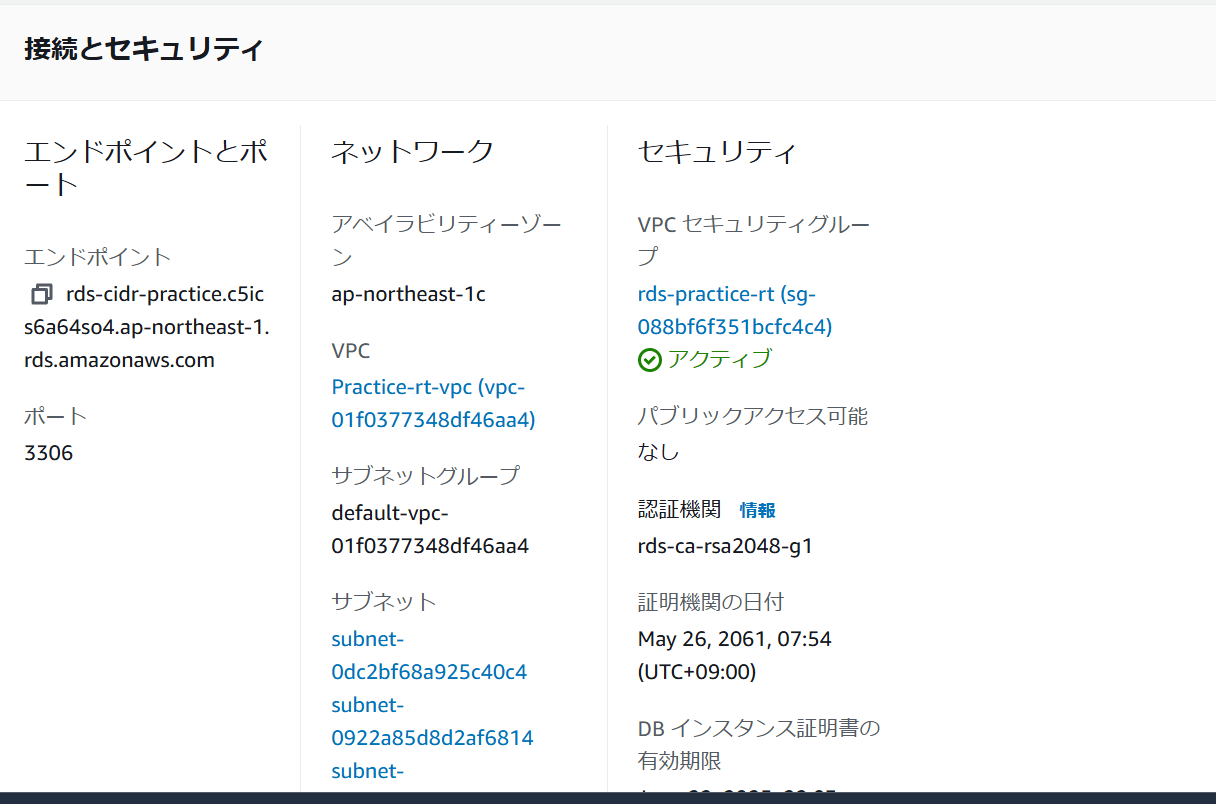 接続とセキュリティ
エンドポイントとポ
ート
エンドポイント
rds-cidr-practice.c5ic
s6a64so4.ap-northeast-1.
rds.amazonaws.com
ポート
3306
ネットワーク
アベイラビリティーゾー
ン
ap-northeast-1c
VPC
Practice-rt-vpc (vpc-
01f0377348df46aa4)
サブネットグループ
default-vpc-
01f0377348df46aa4
サブネット
subnet-
0dc2bf68a925c40c4
subnet-
0922a85d8d2af6814
subnet-
セキュリティ
VPC セキュリティグルー
プ
rds-practice-rt (sg-
088bf6f351bcfc4c4)
アクティブ
パブリックアクセス可能
なし
認証機関 情報
rds-ca-rsa2048-g1
証明機関の日付
May 26, 2061, 07:54
(UTC+09:00)
DB インスタンス証明書の
有効期限